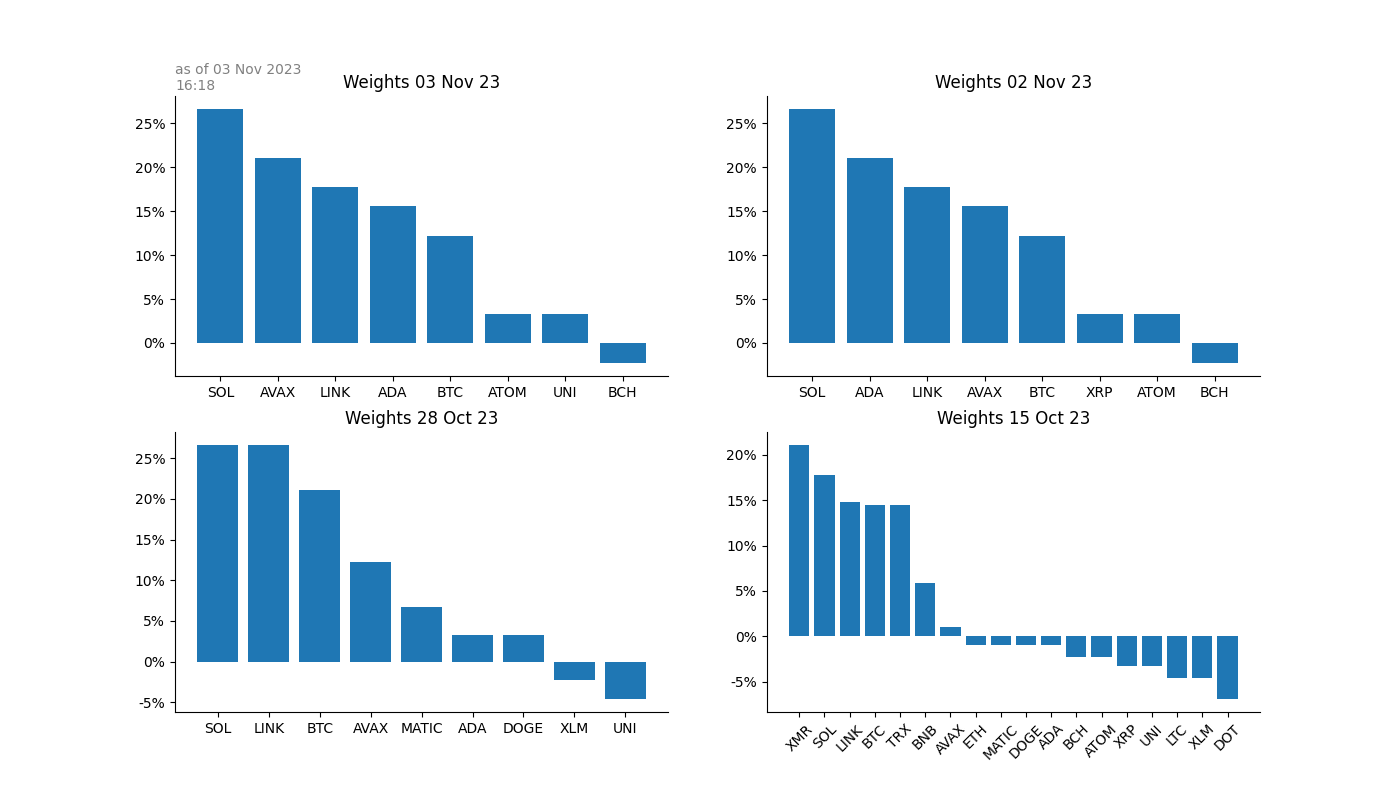 as of 03 Nov 2023
16:18
Weights 03 Nov 23
25%
20%
15%
10%
5%
0%
SOL AVAX LINK ADA BTC ATOM UNI BCH
Weights 02 Nov 23
25%
20%
15%
10%
5%
0%
SOL ADA LINK AVAX BTC XRP ATOM BCH
Weights 28 Oct 23
25%
20%
15%
10%
5%
0%
-5%
SOL LINK BTC AVAX MATIC ADA DOGE XLM UNI
Weights 15 Oct 23
20%
15%
10%
5%
0%
-5%
XMR SOL LINK BTC TRX BNB AVAX ETH MATIC DOGE ADA BCH ATOM XRP UNI LTC XLM DOT